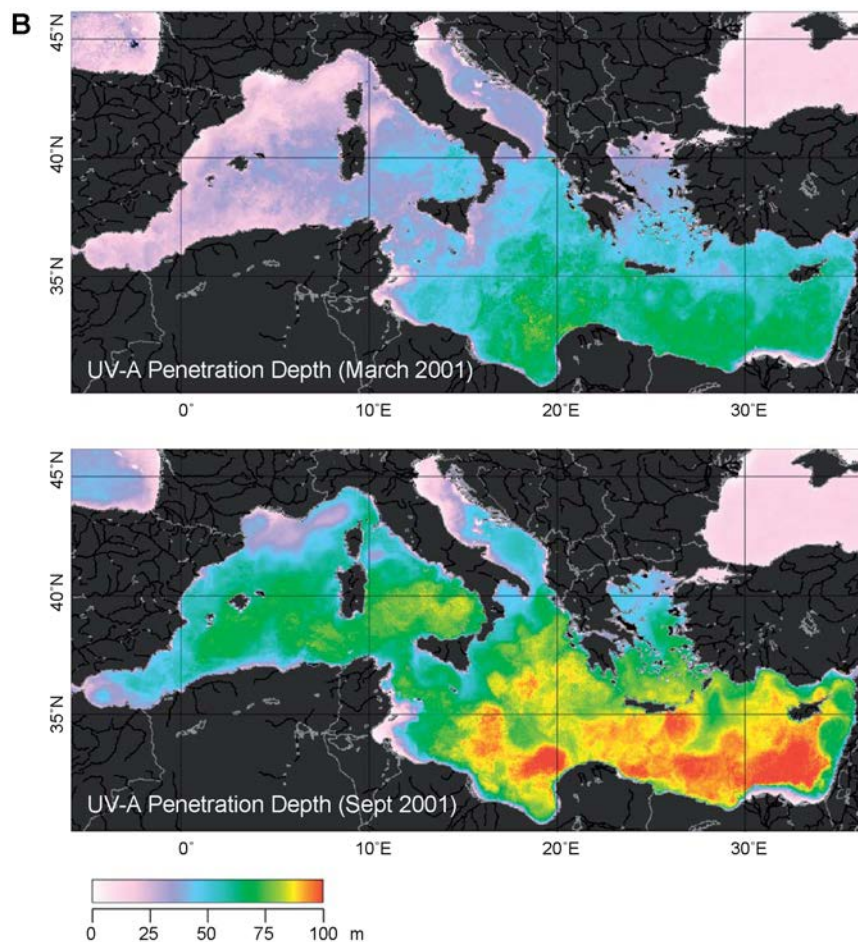 B
45˚N
40˚N
35˚N
UV-A Penetration Depth (March 2001)
0˚ 10˚E 20˚E 30˚E
45˚N
40˚N
35˚N
UV-A Penetration Depth (Sept 2001)
0˚ 10˚E 20˚E 30˚E
0 25 50 75 100 m